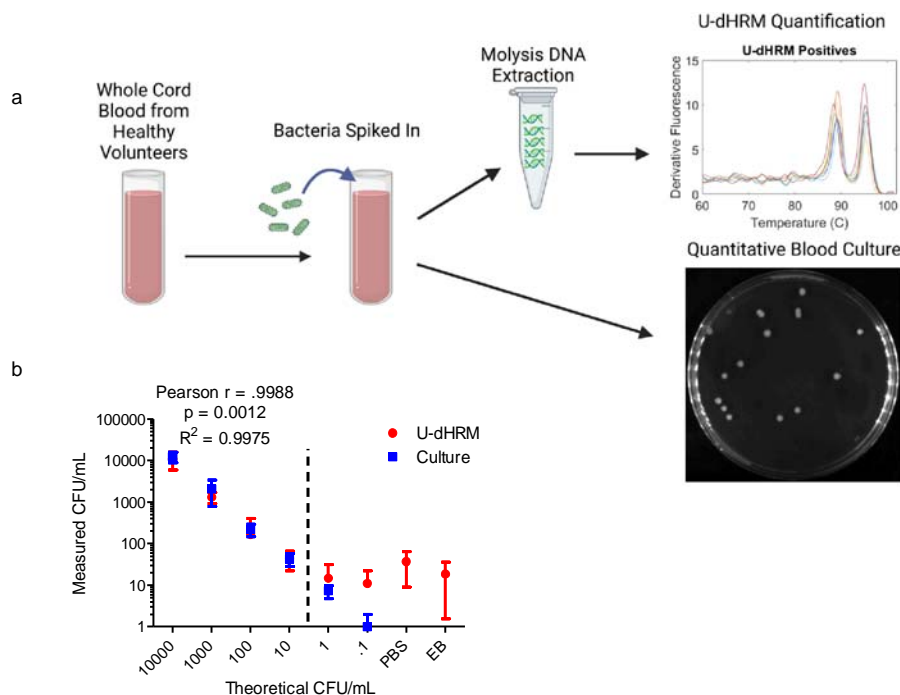 a
Whole Cord
Blood from
Healthy
Volunteers
Bacteria Spiked In
Molysis DNA
Extraction
U-dHRM Quantification
U-dHRM Positives
Derivative Fluorescence
15
10
5
0
60 70 80 90 100
Temperature (C)
Quantitative Blood Culture
b
Pearson r = .9988
p = 0.0012
R² = 0.9975
U-dHRM
Culture
Measured CFU/mL
100000
10000
1000
100
10
1
10000 1000 100 10 1 .1 PBS EB
Theoretical CFU/mL